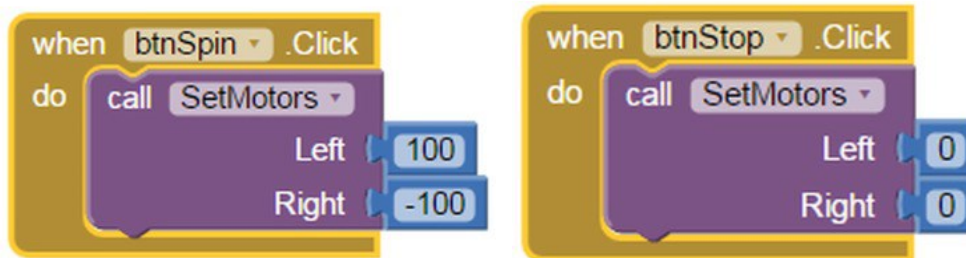 when btnSpin .Click
do call SetMotors
Left 100
Right -100
when btnStop .Click
do call SetMotors
Left 0
Right 0